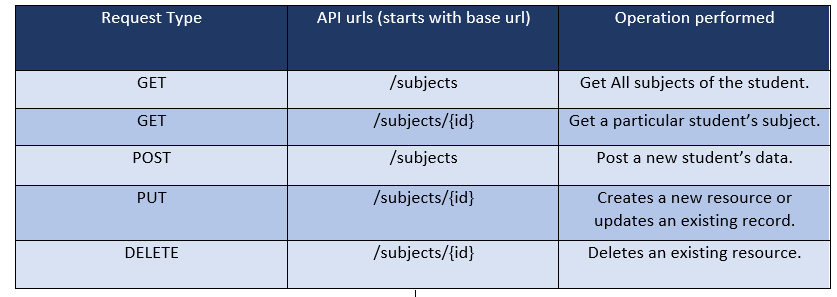 Request Type API urls (starts with base url) Operation performed
GET /subjects Get All subjects of the student.
GET /subjects/{id} Get a particular student’s subject.
POST /subjects Post a new student’s data.
PUT /subjects/{id} Creates a new resource or
updates an existing record.
DELETE /subjects/{id} Deletes an existing resource.